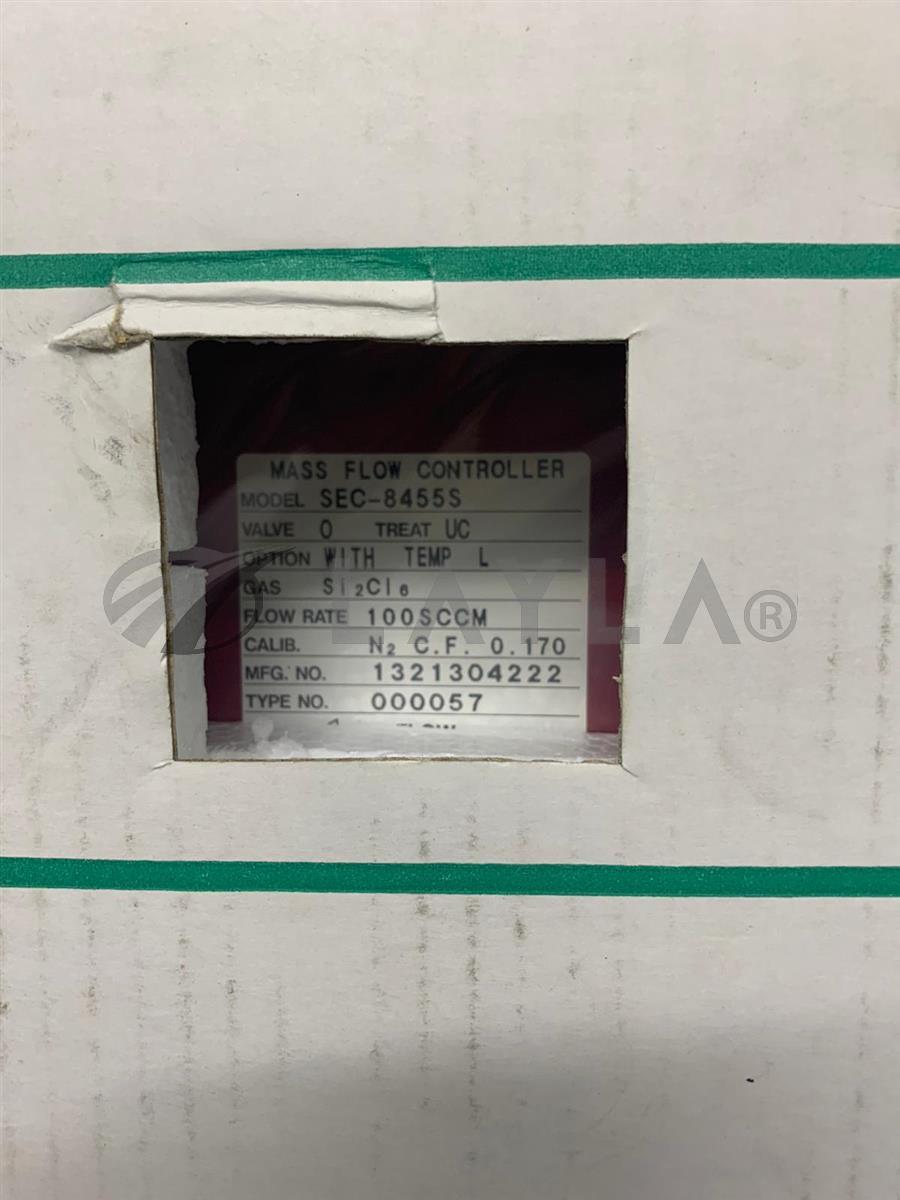 MASS FLOW CONTROLLER
MODEL SEC-8455S
VALVE O TREAT UC
OPTION WITH TEMP L
GAS Si₂Cl₆
FLOW RATE 100SCCM
CALIB. N₂ C.F. 0.170
MFG. NO. 1321304222
TYPE NO. 000057
FLOW
LAYLA®